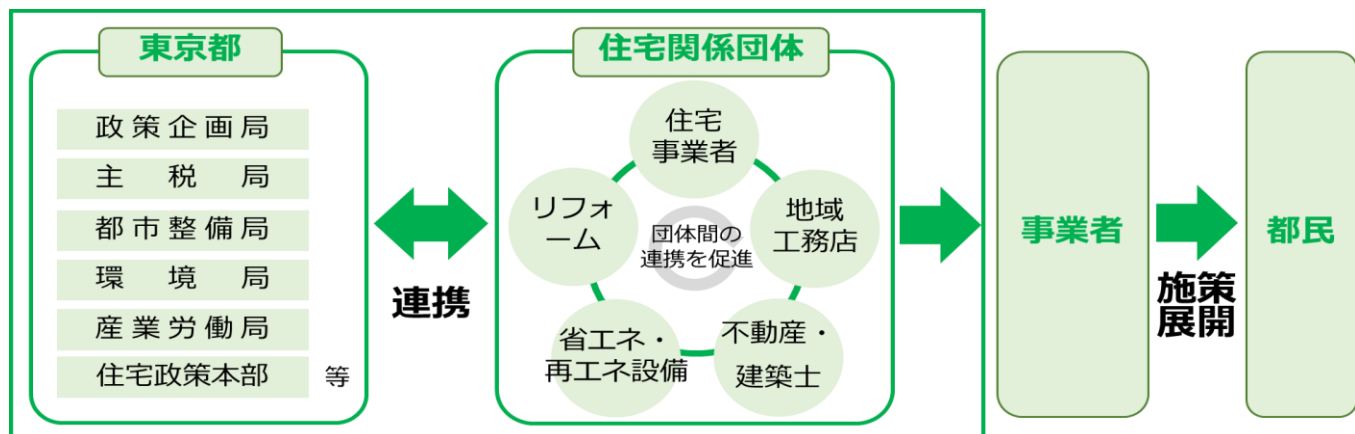 東京都
政策企画局
主税局
都市整備局
環境局
産業労働局
住宅政策本部 等
連携
住宅関係団体
住宅
事業者
リフォ
ーム
地域
工務店
団体間の
連携を促進
省エネ・
再エネ設備
不動産・
建築士
事業者
施策
展開
都民